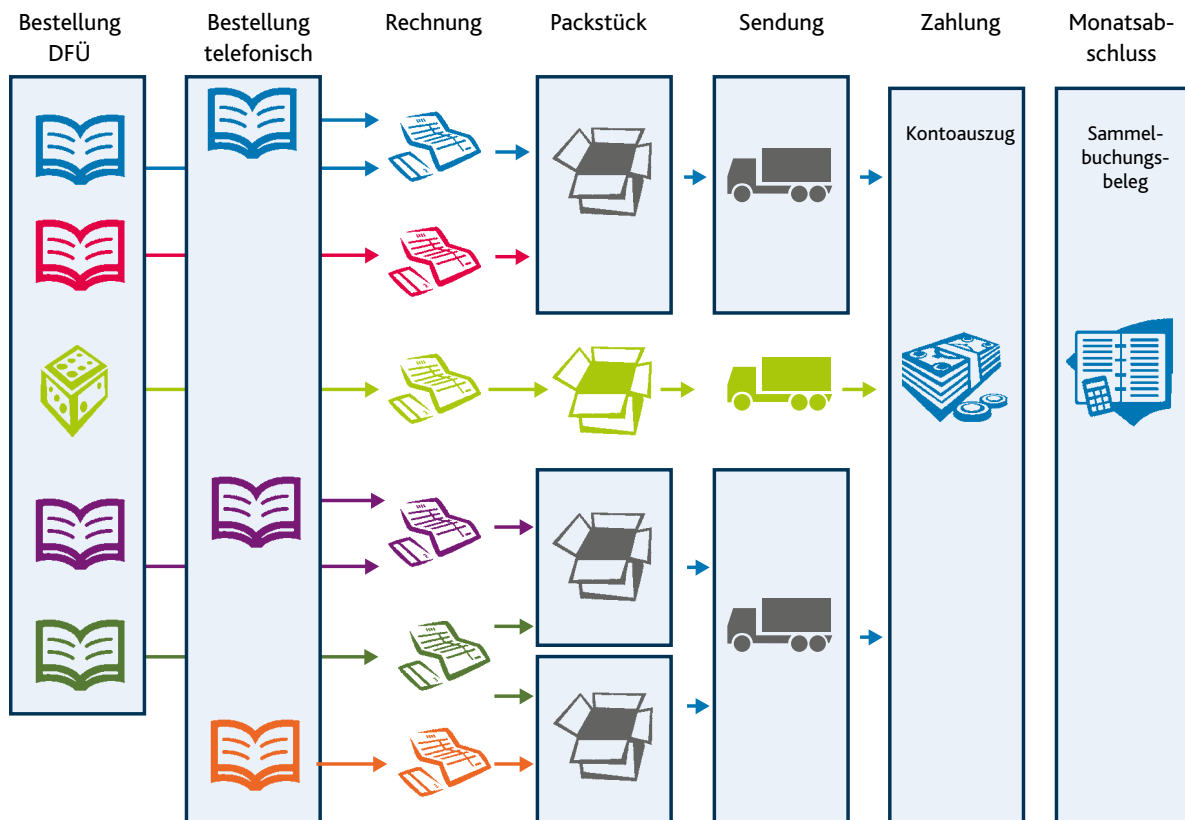 Bestellung
DFÜ
Bestellung
telefonisch
Rechnung
Packstück
Sendung
Zahlung
Monatsab-
schluss
Kontoauszug
Sammel-
buchungs-
beleg